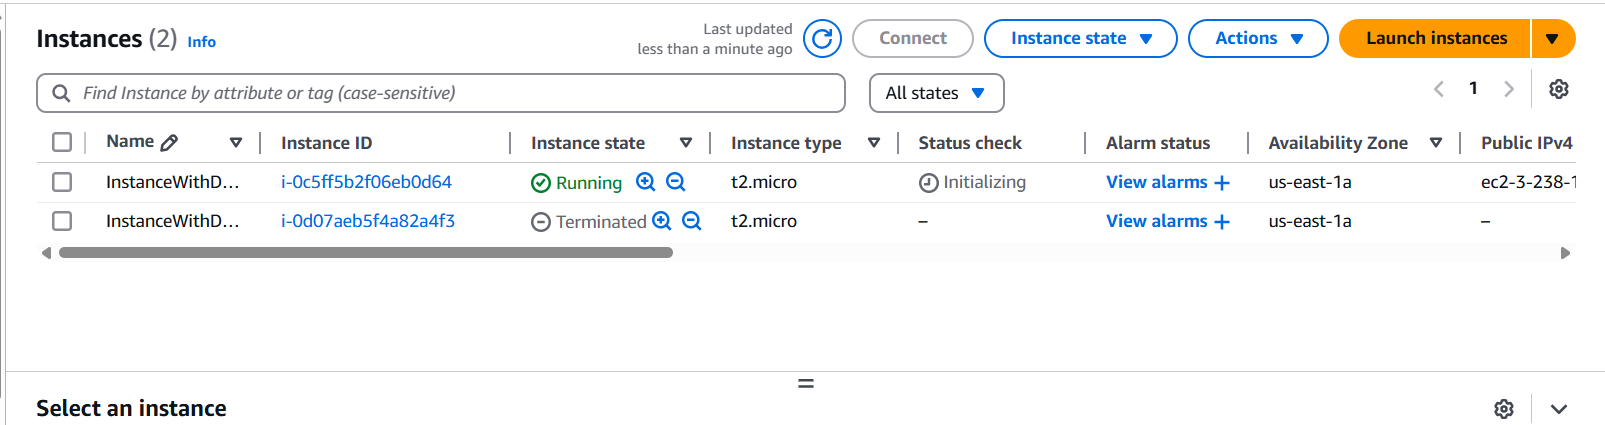 Instances (2) Info
Last updated
less than a minute ago
Connect
Instance state
Actions
Launch instances
Find Instance by attribute or tag (case-sensitive)
All states
1
Name Instance ID Instance state Instance type Status check Alarm status Availability Zone Public IPv4
InstanceWithD... i-0c5ff5b2f06eb0d64 Running t2.micro Initializing View alarms + us-east-1a ec2-3-238-1
InstanceWithD... i-0d07aeb5f4a82a4f3 Terminated t2.micro – View alarms + us-east-1a –
Select an instance